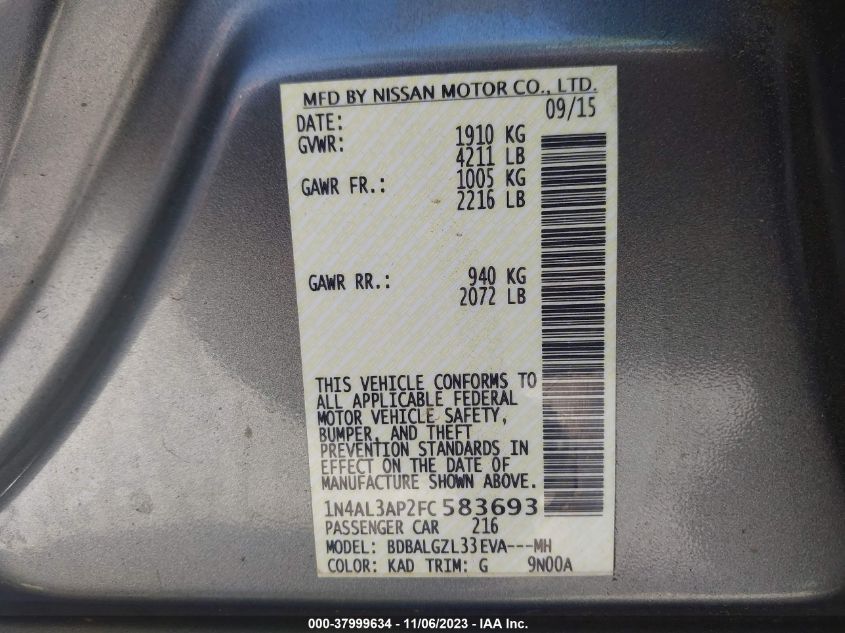 MFD BY NISSAN MOTOR CO., LTD.
DATE: 09/15
GVWR: 1910 KG
4211 LB
GAWR FR.: 1005 KG
2216 LB
GAWR RR.: 940 KG
2072 LB
THIS VEHICLE CONFORMS TO
ALL APPLICABLE FEDERAL
MOTOR VEHICLE SAFETY,
BUMPER, AND THEFT
PREVENTION STANDARDS IN
EFFECT ON THE DATE OF
MANUFACTURE SHOWN ABOVE.
1N4AL3AP2FC583693
PASSENGER CAR 216
MODEL: BDBALGZL33EVA---MH
COLOR: KAD TRIM: G 9N00A
000-37999634 - 11/06/2023 - © IAA, Inc.